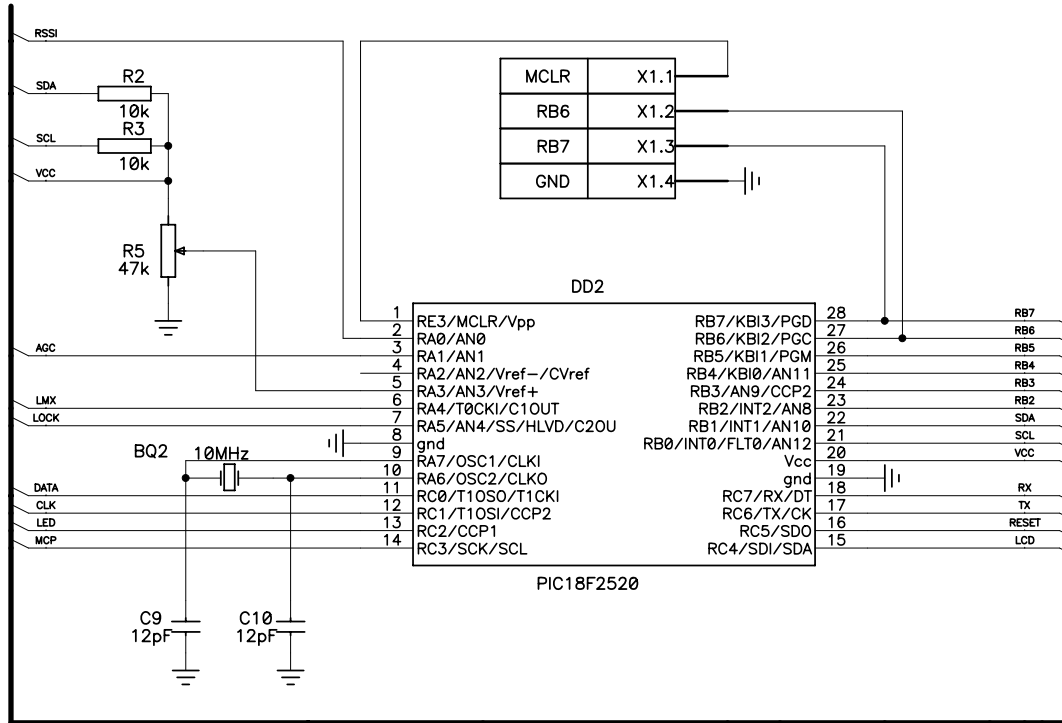 RSSI
SDA
R2
10k
SCL
R3
10k
VCC
R5
47k
MCLR X1.1
RB6 X1.2
RB7 X1.3
GND X1.4
DD2
1 RE3/MCLR/Vpp
2 RA0/AN0
AGC 3 RA1/AN1
4 RA2/AN2/Vref-/CVref
5 RA3/AN3/Vref+
LMX 6 RA4/T0CKI/C1OUT
LOCK 7 RA5/AN4/SS/HLVD/C2OU
8 gnd
9 RA7/OSC1/CLKI
10 RA6/OSC2/CLKO
DATA 11 RC0/T1OSO/T1CKI
CLK 12 RC1/T1OSI/CCP2
LED 13 RC2/CCP1
MCP 14 RC3/SCK/SCL
RB7/KBI3/PGD 28 RB7
RB6/KBI2/PGC 27 RB6
RB5/KBI1/PGM 26 RB5
RB4/KBI0/AN11 25 RB4
RB3/AN9/CCP2 24 RB3
RB2/INT2/AN8 23 RB2
RB1/INT1/AN10 22 SDA
RB0/INT0/FLT0/AN12 21 SCL
Vcc 20 VCC
gnd 19
RC7/RX/DT 18 RX
RC6/TX/CK 17 TX
RC5/SDO 16 RESET
RC4/SDI/SDA 15 LCD
PIC18F2520
BQ2 10MHz
C9
12pF
C10
12pF